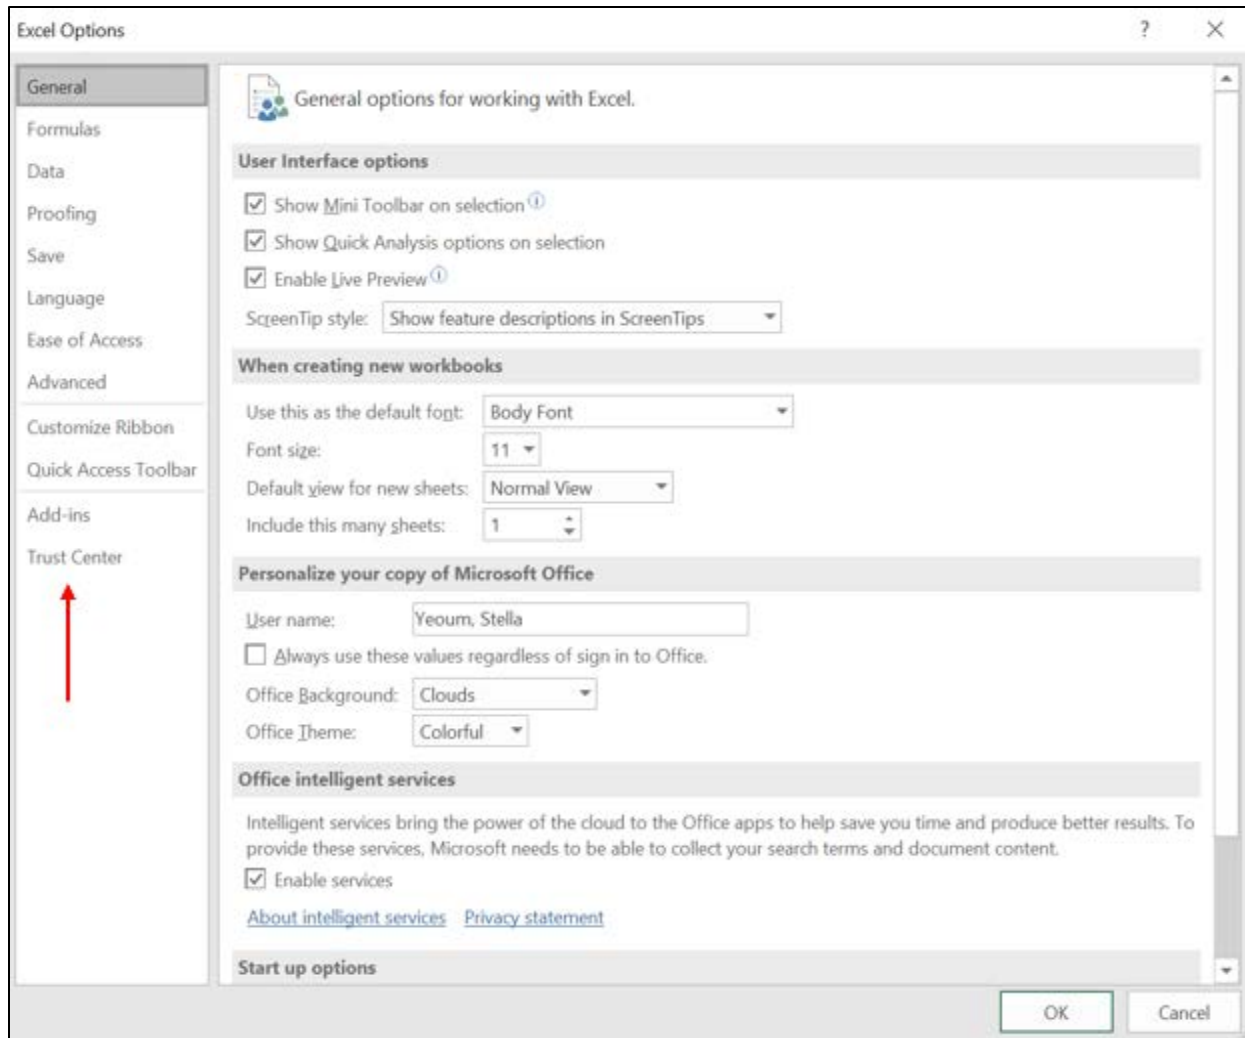 Excel Options
?
General
Formulas
Data
Proofing
Save
Language
Ease of Access
Advanced
Customize Ribbon
Quick Access Toolbar
Add-ins
Trust Center
General options for working with Excel.
User Interface options
Show Mini Toolbar on selection
Show Quick Analysis options on selection
Enable Live Preview
ScreenTip style: Show feature descriptions in ScreenTips
When creating new workbooks
Use this as the default font: Body Font
Font size: 11
Default view for new sheets: Normal View
Include this many sheets: 1
Personalize your copy of Microsoft Office
User name: Yeoum, Stella
Always use these values regardless of sign in to Office.
Office Background: Clouds
Office Theme: Colorful
Office intelligent services
Intelligent services bring the power of the cloud to the Office apps to help save you time and produce better results. To
provide these services, Microsoft needs to be able to collect your search terms and document content.
Enable services
About intelligent services Privacy statement
Start up options
OK Cancel